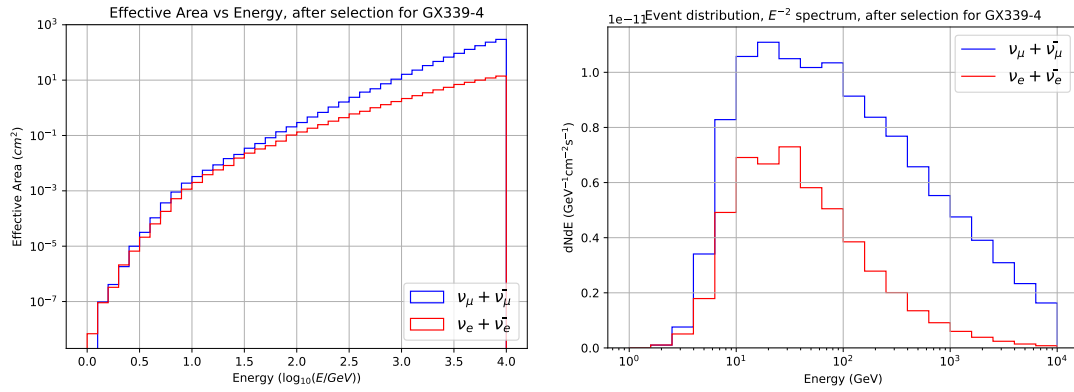 Effective Area vs Energy, after selection for GX339-4
Effective Area (cm²)
10³
10¹
10⁻¹
10⁻³
10⁻⁵
10⁻⁷
0.0 0.5 1.0 1.5 2.0 2.5 3.0 3.5 4.0
Energy (log₁₀(E/GeV))
νμ + ν̄μ
νe + ν̄e
1e−11
Event distribution, E⁻² spectrum, after selection for GX339-4
dNdE (GeV⁻¹cm⁻²s⁻¹)
1.0
0.8
0.6
0.4
0.2
0.0
10⁰ 10¹ 10² 10³ 10⁴
Energy (GeV)
νμ + ν̄μ
νe + ν̄e